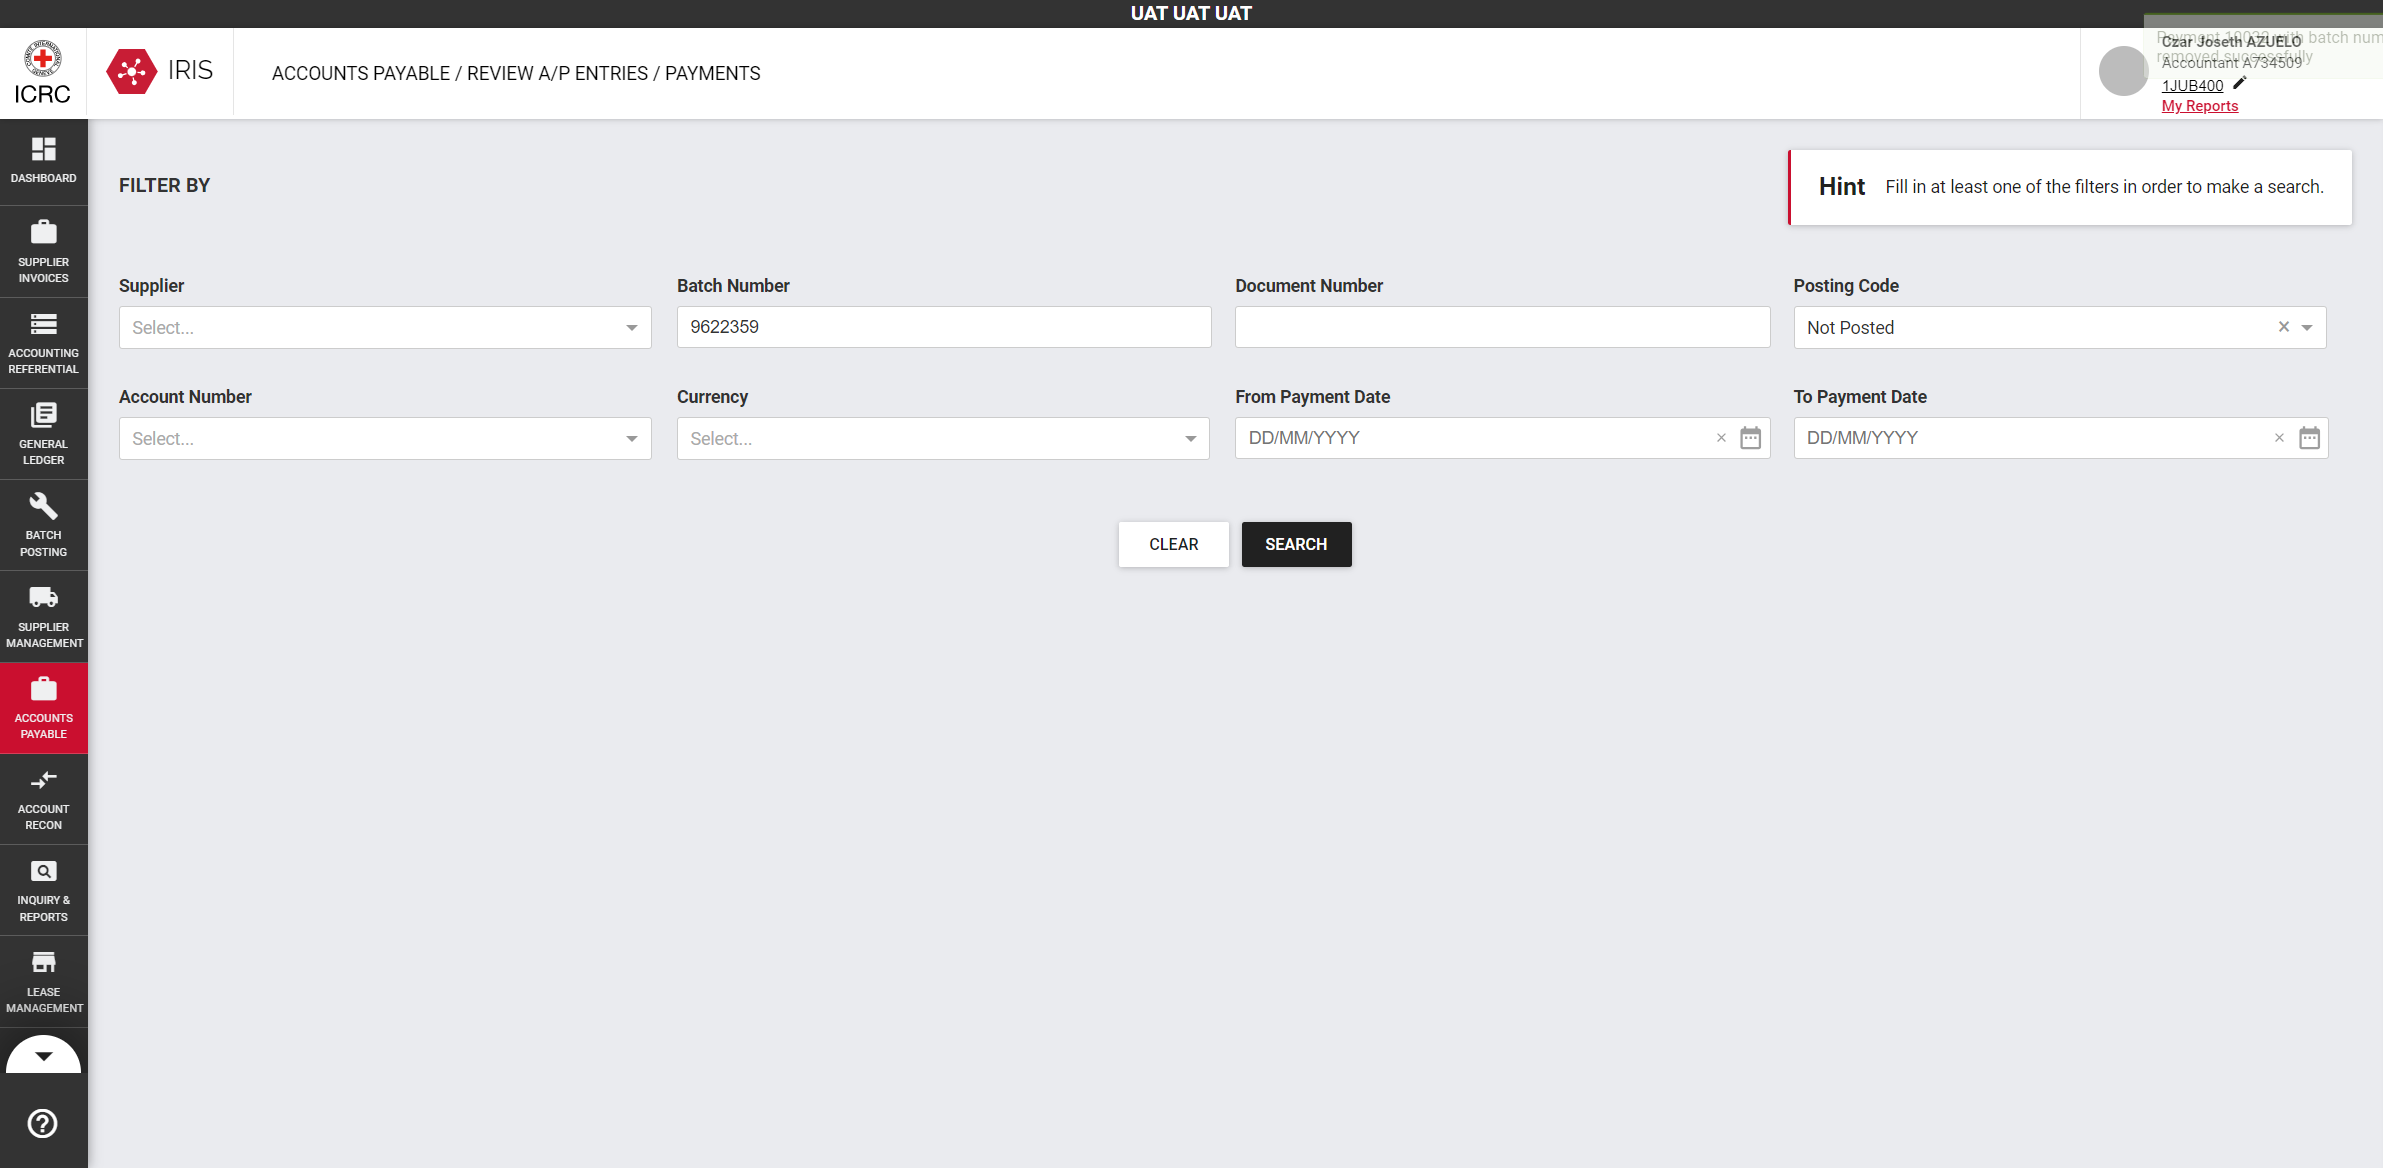 UAT UAT UAT
ICRC
IRIS
ACCOUNTS PAYABLE / REVIEW A/P ENTRIES / PAYMENTS
Payment with batch num
removed successfully
Czar Joseth AZUELO
Accountant A734509
1JUB400
My Reports
DASHBOARD
SUPPLIER
INVOICES
ACCOUNTING
REFERENTIAL
GENERAL
LEDGER
BATCH
POSTING
SUPPLIER
MANAGEMENT
ACCOUNTS
PAYABLE
ACCOUNT
RECON
INQUIRY &
REPORTS
LEASE
MANAGEMENT
FILTER BY
Hint Fill in at least one of the filters in order to make a search.
Supplier Batch Number Document Number Posting Code
Select... 9622359 Not Posted
Account Number Currency From Payment Date To Payment Date
Select... Select... DD/MM/YYYY DD/MM/YYYY
CLEAR SEARCH